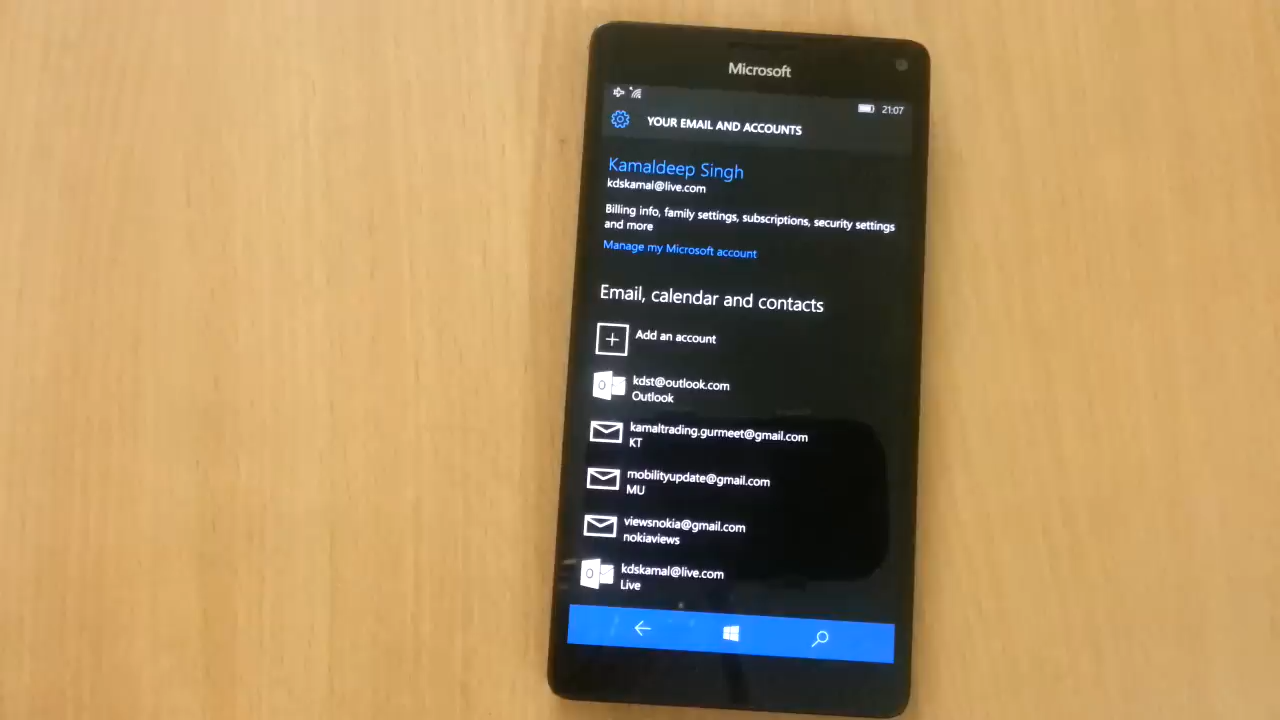 Microsoft
21:07
YOUR EMAIL AND ACCOUNTS
Kamaldeep Singh
kdskamal@live.com
Billing info, family settings, subscriptions, security settings
and more
Manage my Microsoft account
Email, calendar and contacts
Add an account
kdst@outlook.com
Outlook
kamaltrading.gurmeet@gmail.com
KT
mobilityupdate@gmail.com
MU
viewsnokia@gmail.com
nokiaviews
kdskamal@live.com
Live